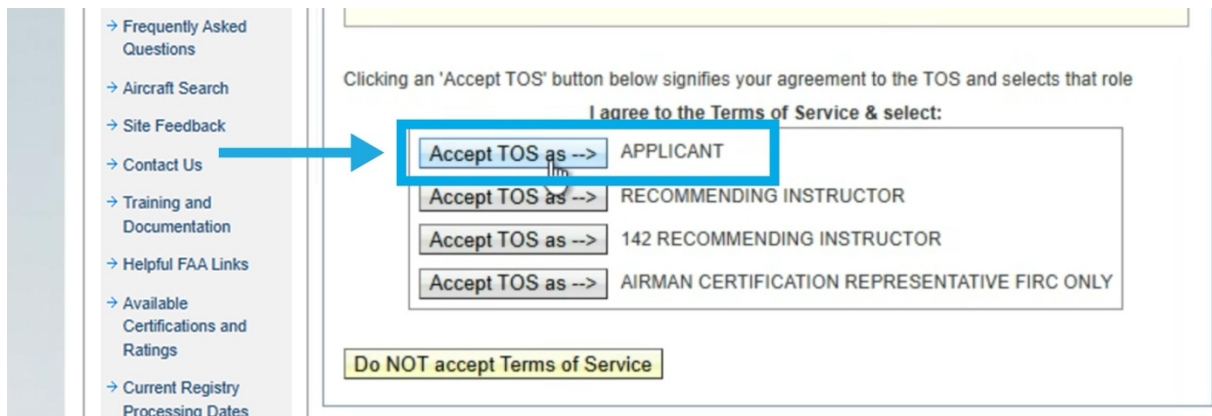 → Frequently Asked
Questions
→ Aircraft Search
→ Site Feedback
→ Contact Us
→ Training and
Documentation
→ Helpful FAA Links
→ Available
Certifications and
Ratings
→ Current Registry
Processing Dates
Clicking an 'Accept TOS' button below signifies your agreement to the TOS and selects that role
I agree to the Terms of Service & select:
Accept TOS as --> APPLICANT
Accept TOS as --> RECOMMENDING INSTRUCTOR
Accept TOS as --> 142 RECOMMENDING INSTRUCTOR
Accept TOS as --> AIRMAN CERTIFICATION REPRESENTATIVE FIRC ONLY
Do NOT accept Terms of Service